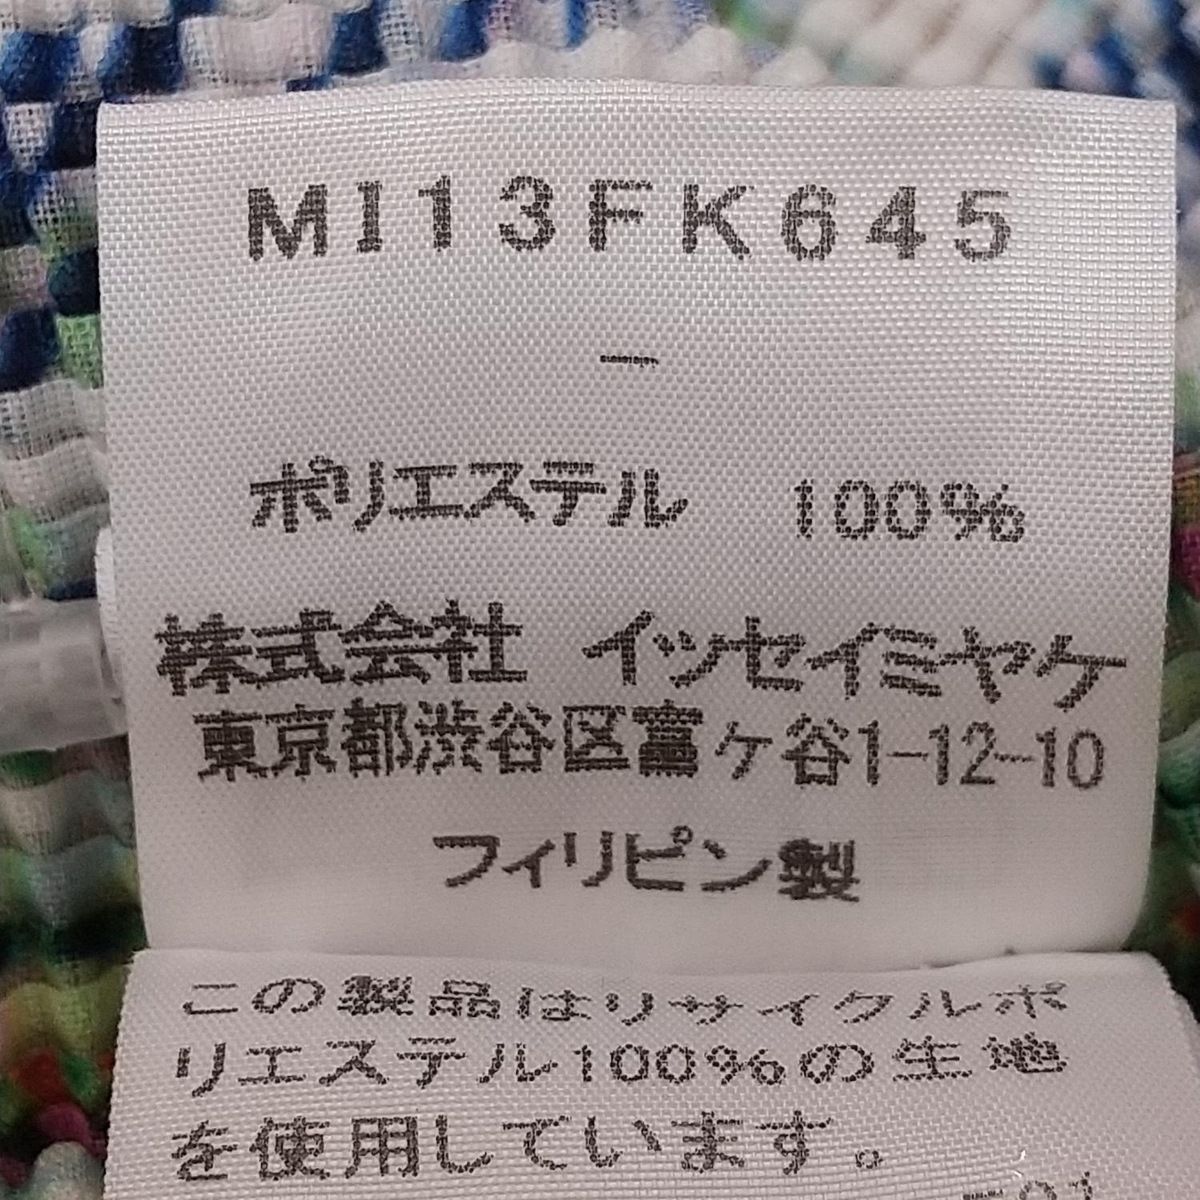 MI13FK645
－
ポリエステル 100%
株式会社 イッセイミヤケ
東京都渋谷区富ヶ谷1-12-10
フィリピン製
この製品はリサイクルポ
リエステル100%の生地
を使用しています。